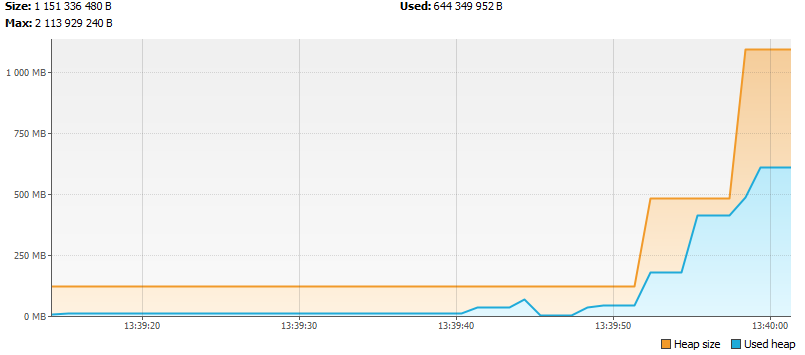 Size: 1 151 336 480 B Used: 644 349 952 B
Max: 2 113 929 240 B
1 000 MB
750 MB
500 MB
250 MB
0 MB
13:39:20 13:39:30 13:39:40 13:39:50 13:40:00
Heap size Used heap